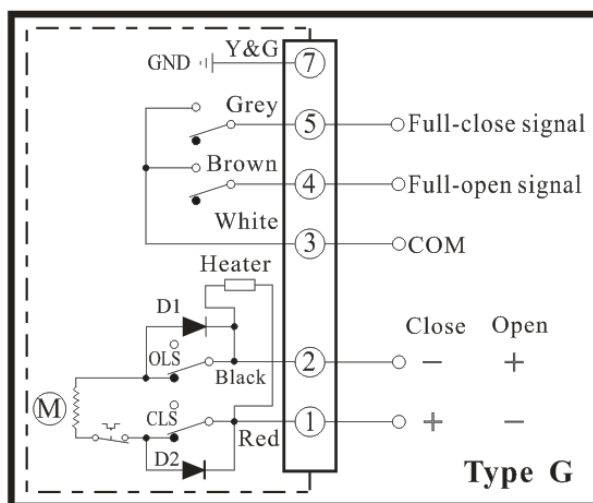 Y&G
GND 7
Grey 5 Full-close signal
Brown 4 Full-open signal
White 3 COM
Heater
D1 Close Open
OLS Black 2 − +
M CLS Red 1 + −
D2
Type G